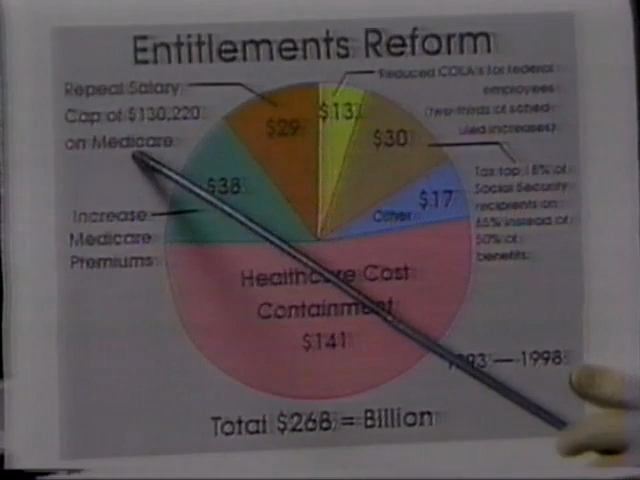 Entitlements Reform
Repeal Salary
Cap of $130,220
on Medicare
Reduced COLA's for federal
employees
(two-thirds of sched-
uled increases)
$13
$29
$30
$38
$17
Other
Tax top 18% of
Social Security
recipients on
85% instead of
50% of
benefits
Increase
Medicare
Premiums
Healthcare Cost
Containment
$141
1993—1998
Total $268 = Billion